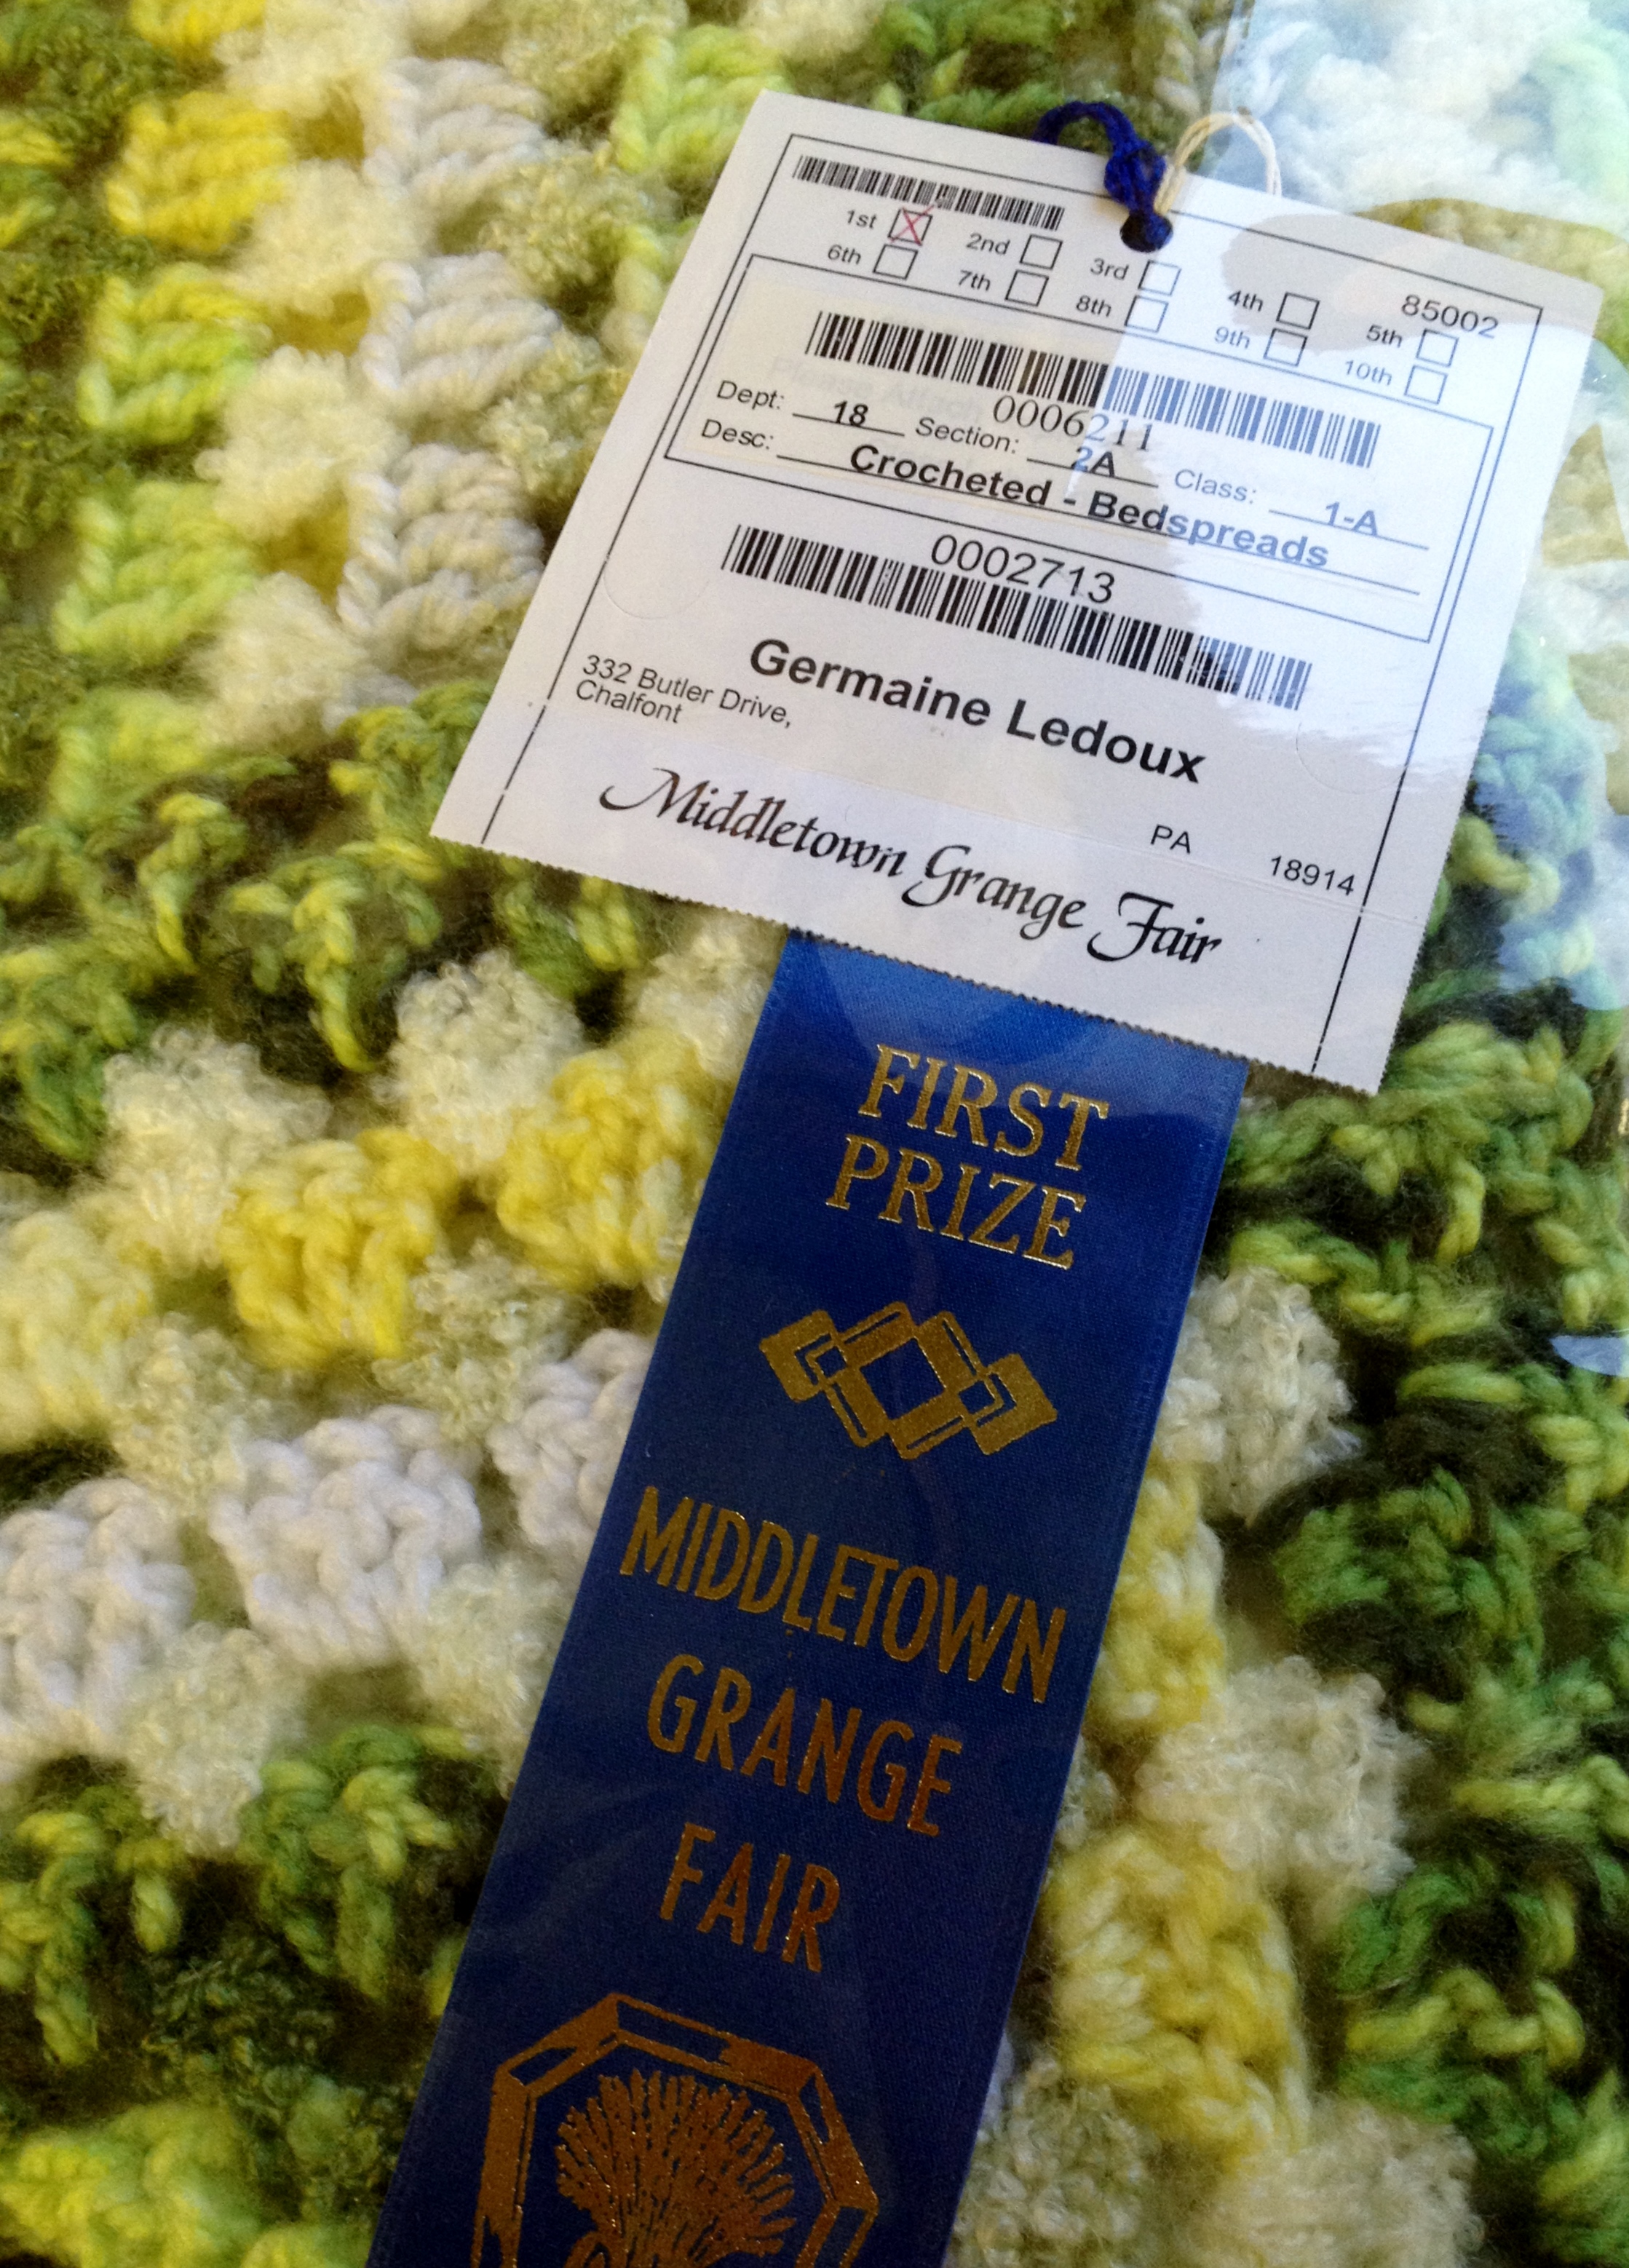 85002
1st 2nd 3rd 4th 5th
6th 7th 8th 9th 10th
0006211
Dept: 18 Section: 2A Class: 1-A
Desc: Crocheted - Bedspreads
0002713
Germaine Ledoux
332 Butler Drive,
Chalfont
PA 18914
Middletown Grange Fair
FIRST
PRIZE
MIDDLETOWN
GRANGE
FAIR